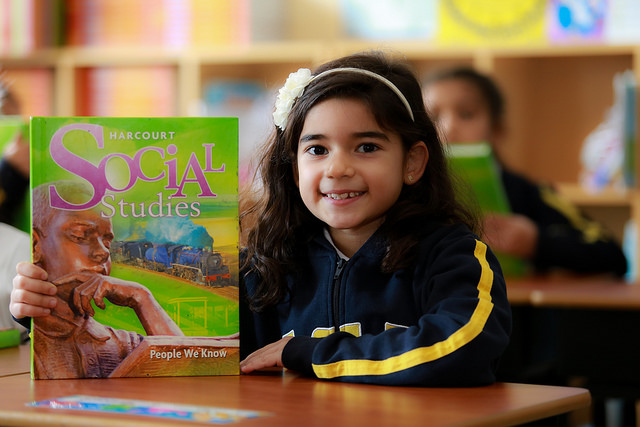 HARCOURT
SOCIAL
Studies
People We Know